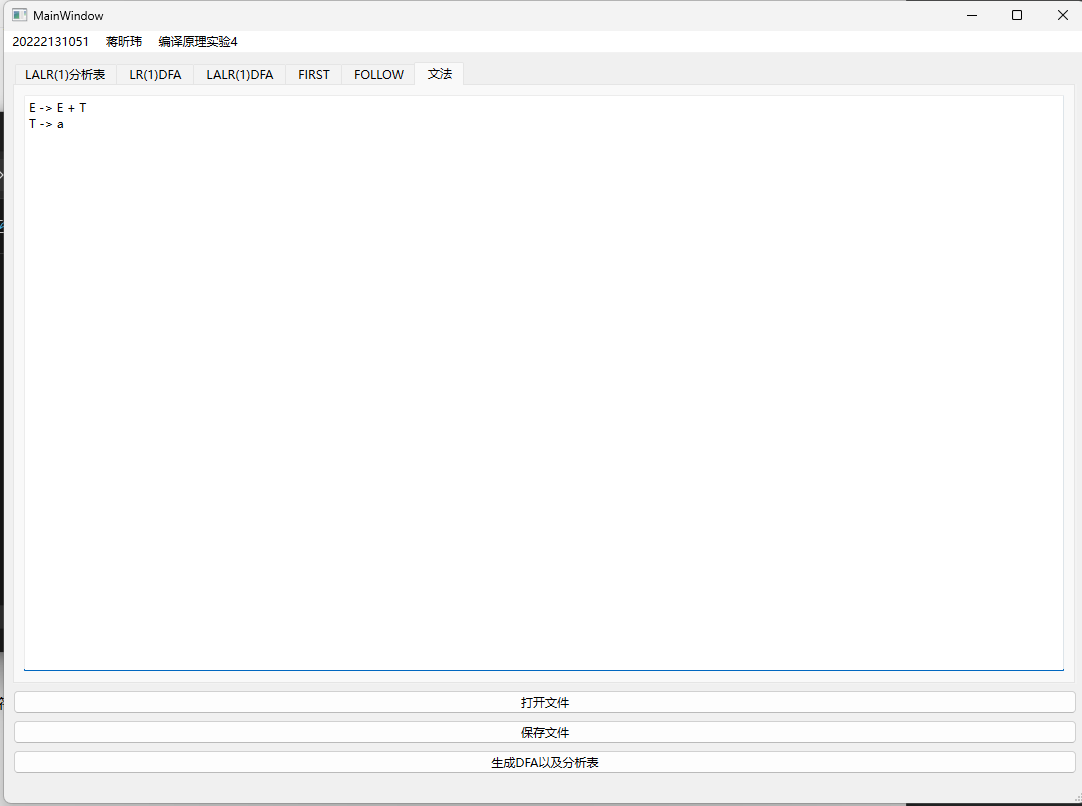 MainWindow
20222131051 蒋昕玮 编译原理实验4
LALR(1)分析表 LR(1)DFA LALR(1)DFA FIRST FOLLOW 文法
E -> E + T
T -> a
打开文件
保存文件
生成DFA以及分析表